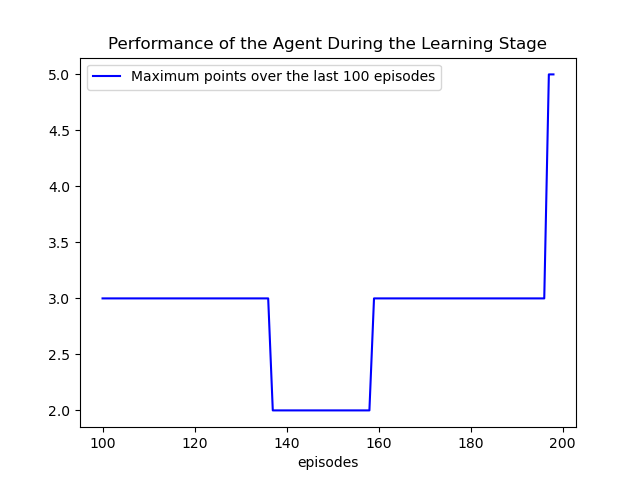 Performance of the Agent During the Learning Stage
Maximum points over the last 100 episodes
5.0
4.5
4.0
3.5
3.0
2.5
2.0
100 120 140 160 180 200
episodes